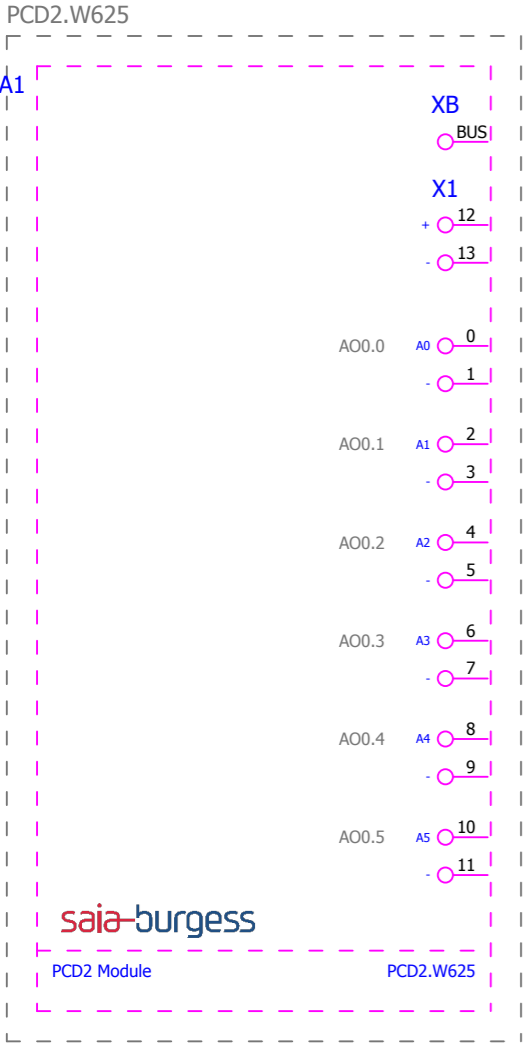 PCD2.W625
A1
XB
BUS
X1
+ 12
- 13
AO0.0 A0 0
- 1
AO0.1 A1 2
- 3
AO0.2 A2 4
- 5
AO0.3 A3 6
- 7
AO0.4 A4 8
- 9
AO0.5 A5 10
- 11
saia-burgess
PCD2 Module PCD2.W625